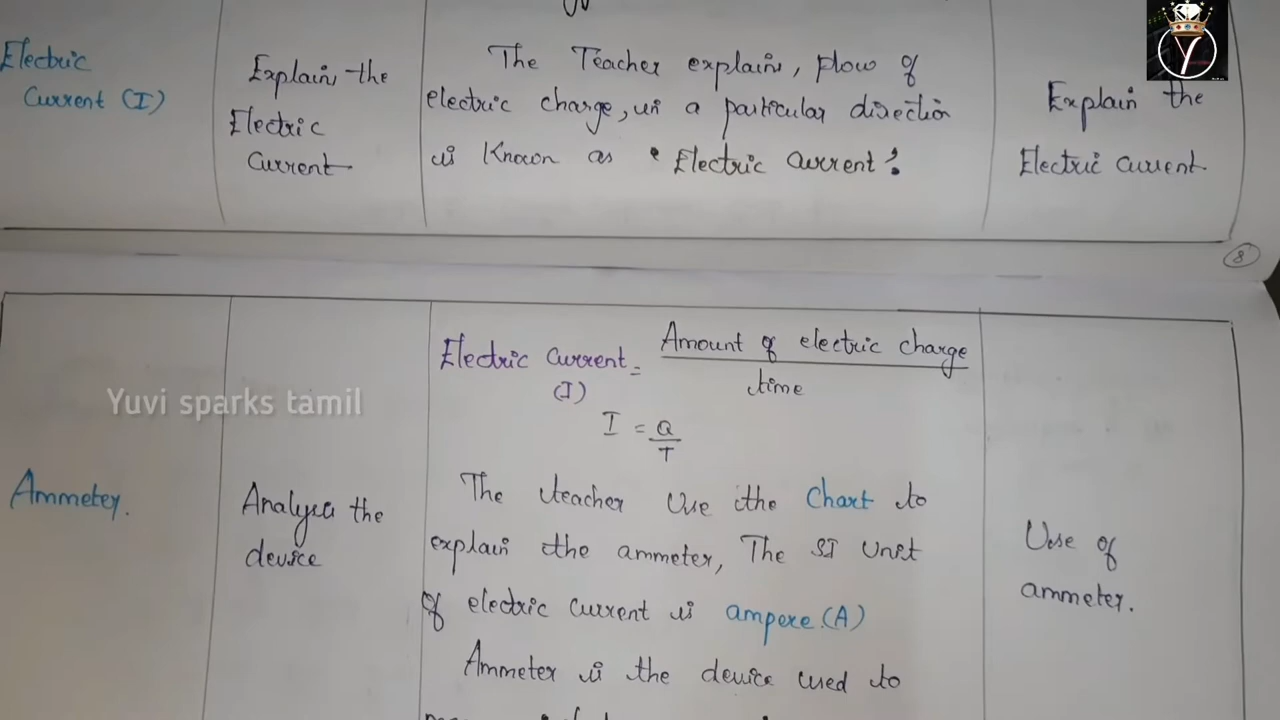 Electric
Current (I)
Explain the
Electric
Current
The Teacher explains, flow of
electric charge, in a particular direction
is known as "Electric current".
Explain the
Electric current.
8
Electric Current = Amount of electric charge
(I) time
I = Q
T
Yuvi sparks tamil
Ammeter.
Analyses the
device
The teacher Use the Chart to
explain the ammeter, The SI Unit
of electric current is ampere.(A)
Ammeter is the device used to
Use of
ammeter.